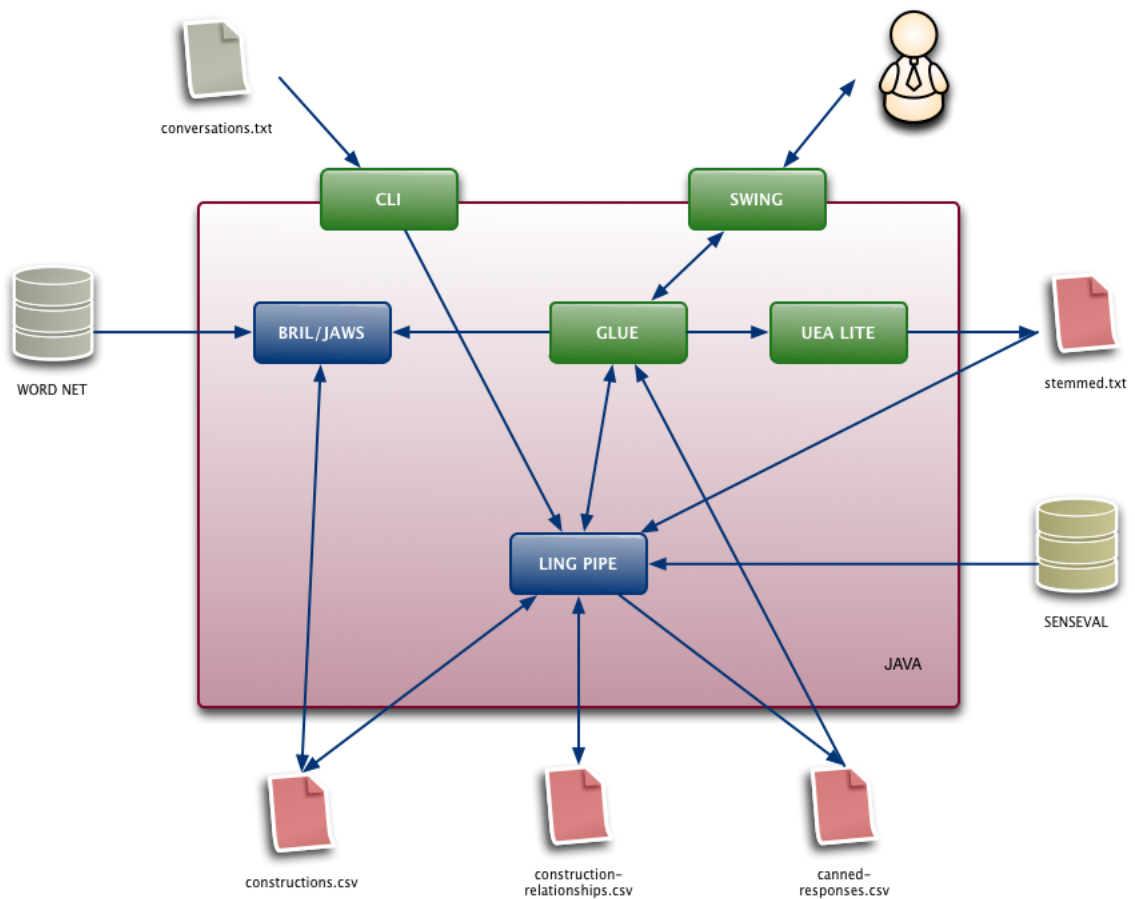 conversations.txt
CLI
SWING
BRIL/JAWS
GLUE
UEA LITE
WORD NET
stemmed.txt
LING PIPE
SENSEVAL
JAVA
constructions.csv
construction-
relationships.csv
canned-
responses.csv